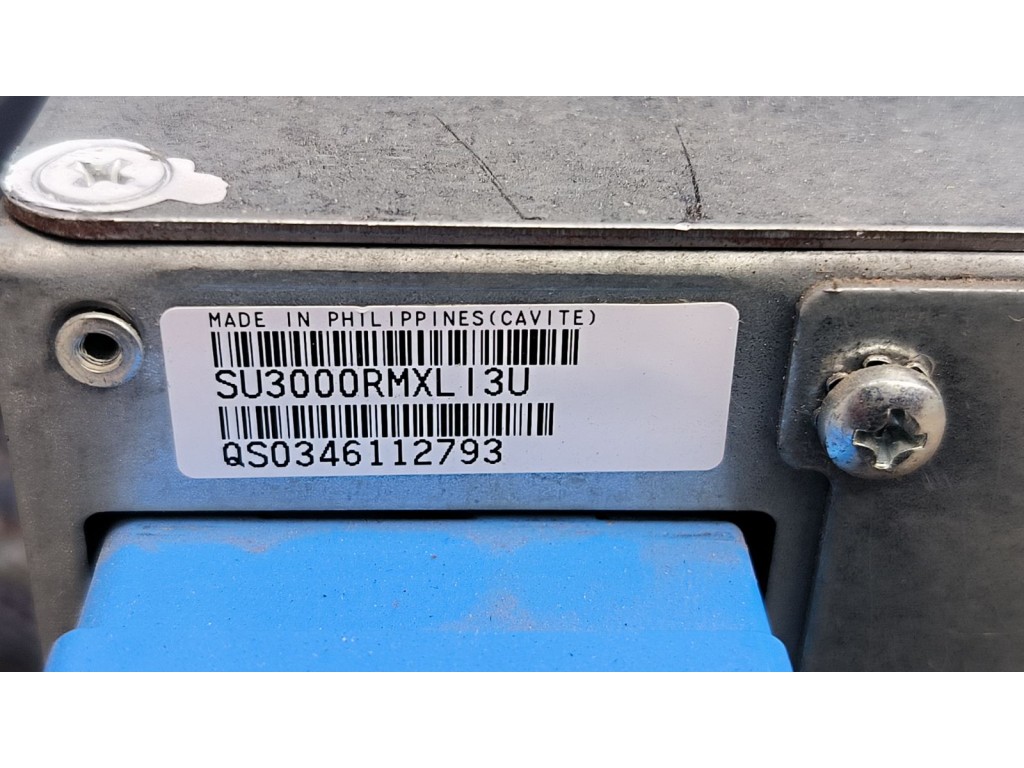 MADE IN PHILIPPINES(CAVITE)
SU3000RMXLI3U
QS0346112793